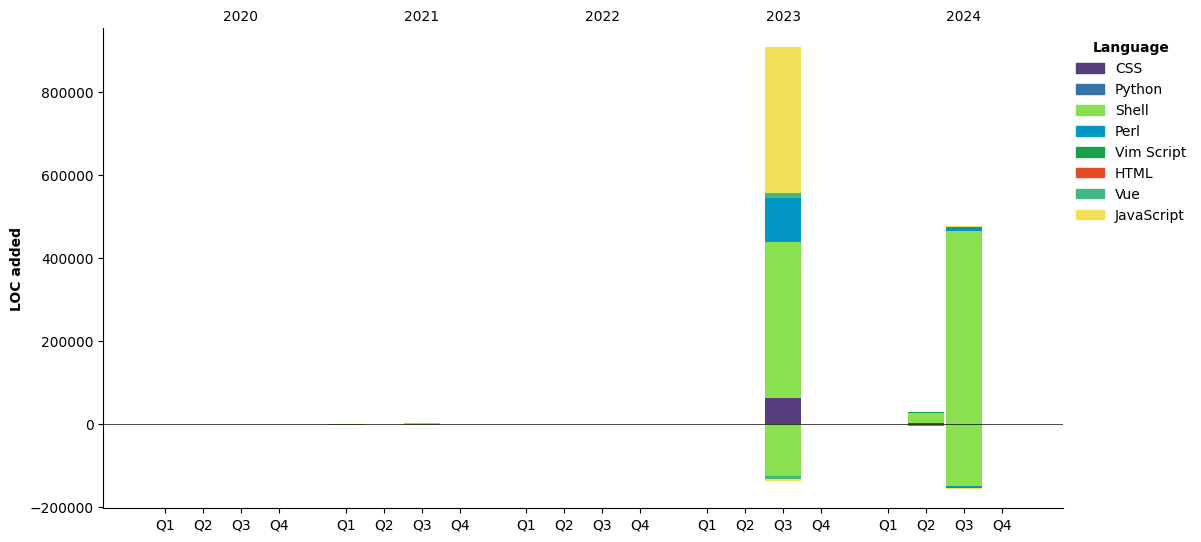 2020 2021 2022 2023 2024
Language
CSS
Python
Shell
Perl
Vim Script
HTML
Vue
JavaScript
LOC added
800000
600000
400000
200000
0
−200000
Q1 Q2 Q3 Q4 Q1 Q2 Q3 Q4 Q1 Q2 Q3 Q4 Q1 Q2 Q3 Q4 Q1 Q2 Q3 Q4